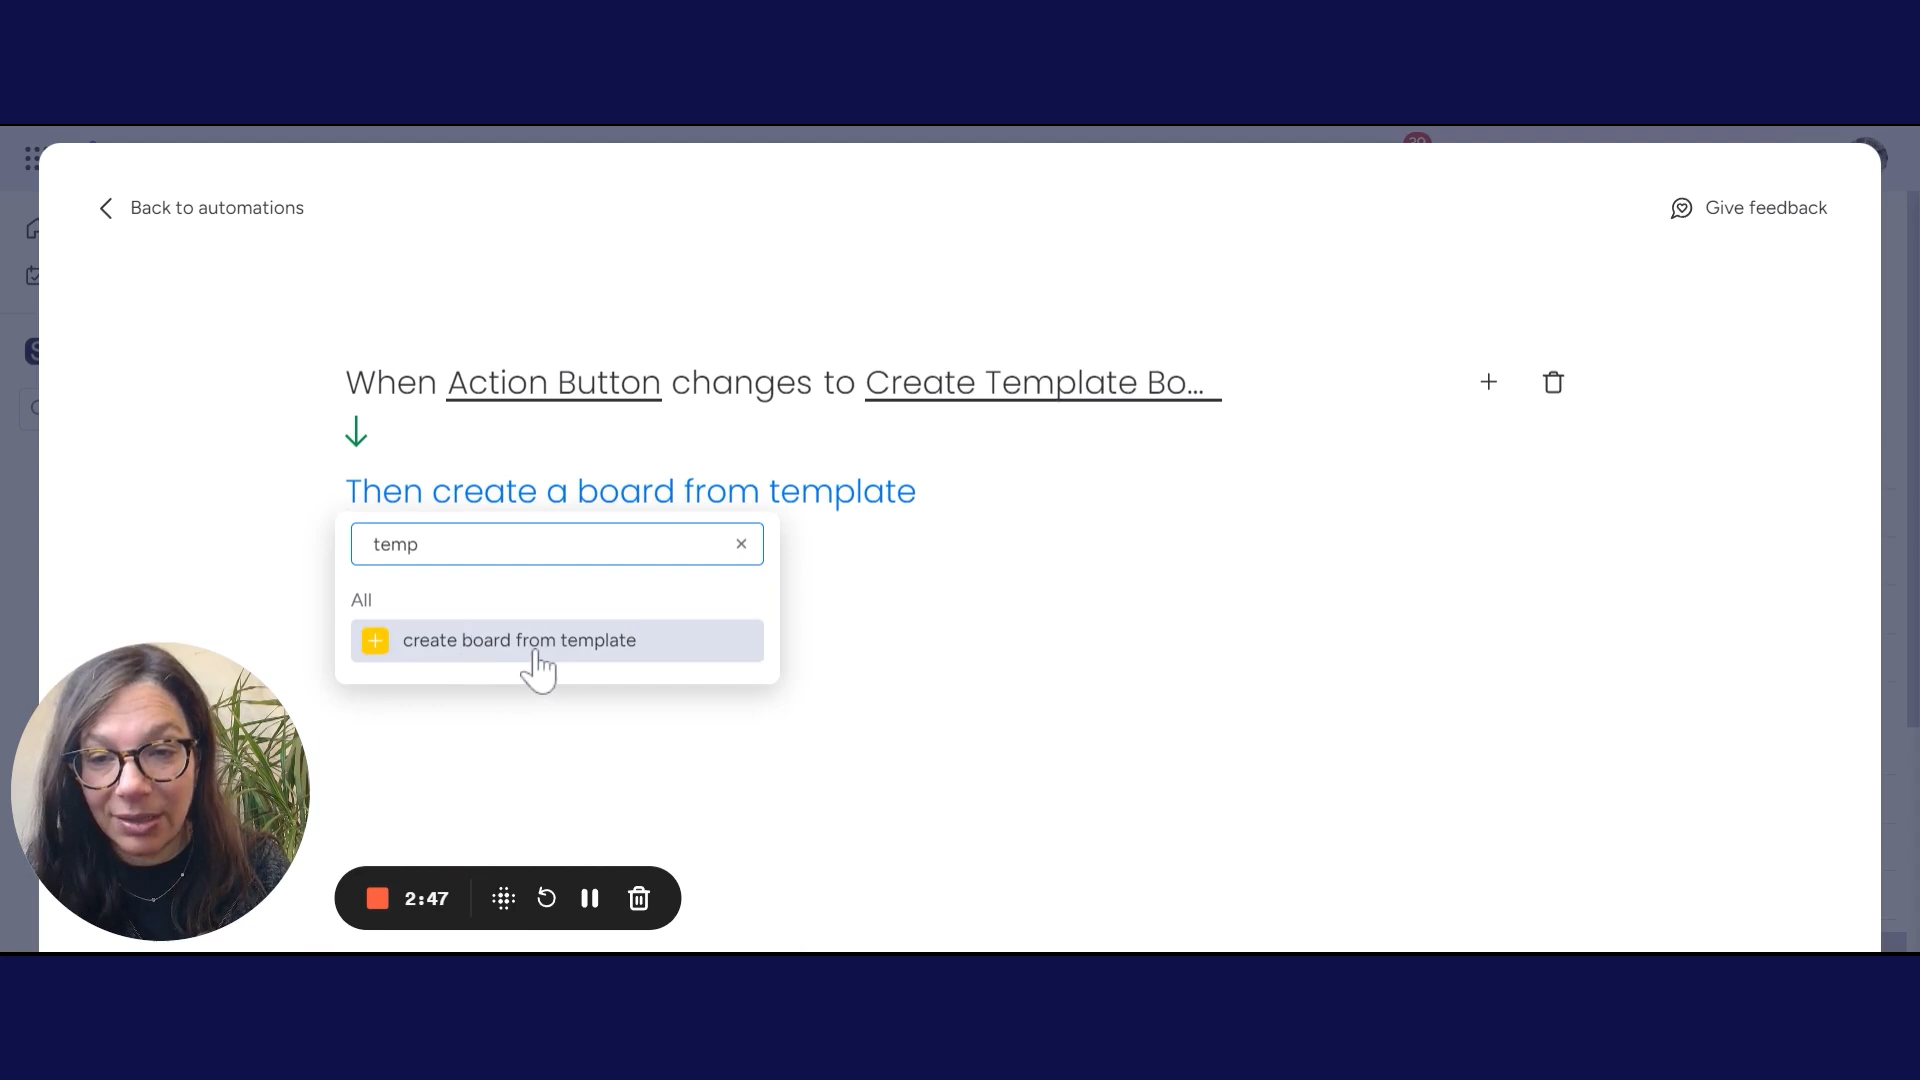 Back to automations
Give feedback
When Action Button changes to Create Template Bo...
Then create a board from template
temp
All
create board from template
2:47